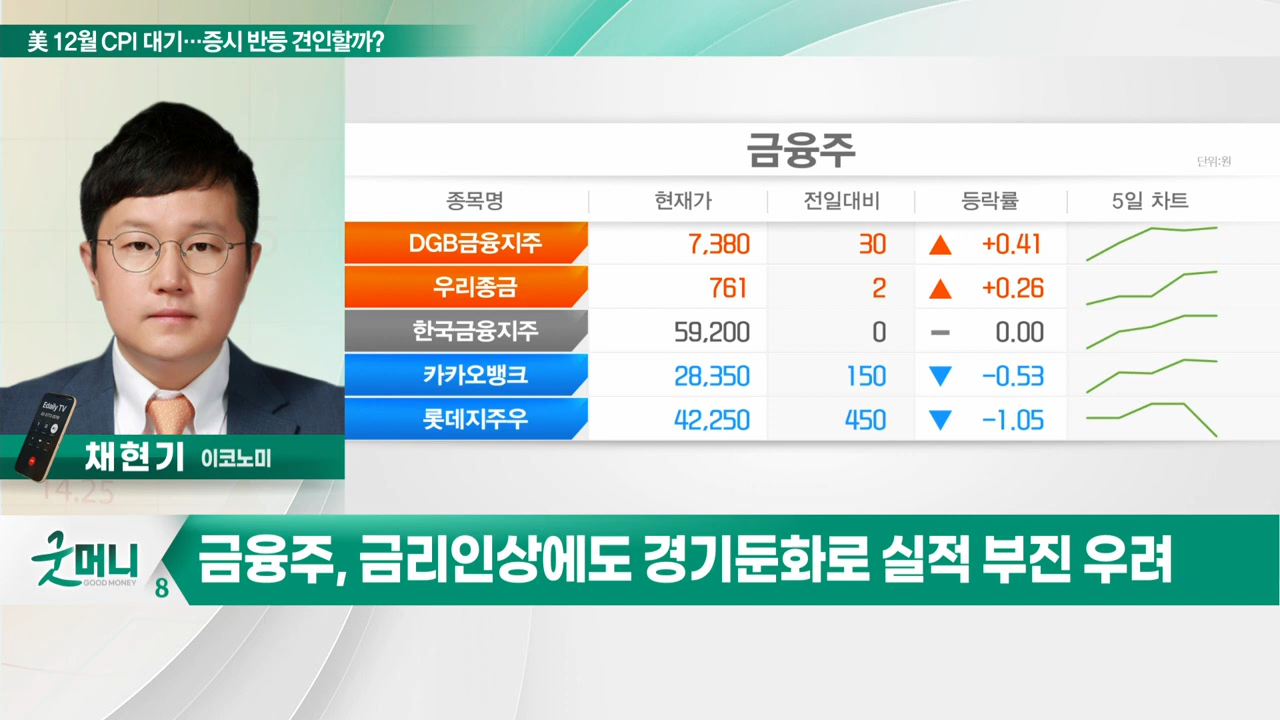 美 12월 CPI 대기…증시 반등 견인할까?
금융주
단위:원
종목명 현재가 전일대비 등락률 5일 차트
DGB금융지주 7,380 30 ▲ +0.41
우리종금 761 2 ▲ +0.26
한국금융지주 59,200 0 - 0.00
카카오뱅크 28,350 150 ▼ -0.53
롯데지주우 42,250 450 ▼ -1.05
Edaily TV
채현기 이코노미
14.25
굿머니
GOOD MONEY
8
금융주, 금리인상에도 경기둔화로 실적 부진 우려